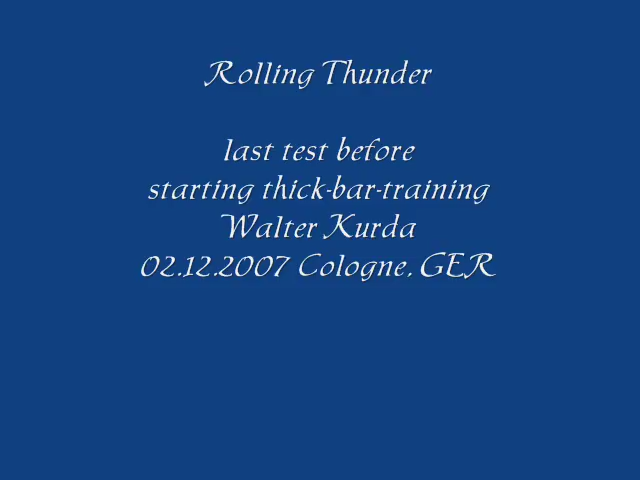 Rolling Thunder
last test before
starting thick-bar-training
Walter Kurda
02.12.2007 Cologne, GER